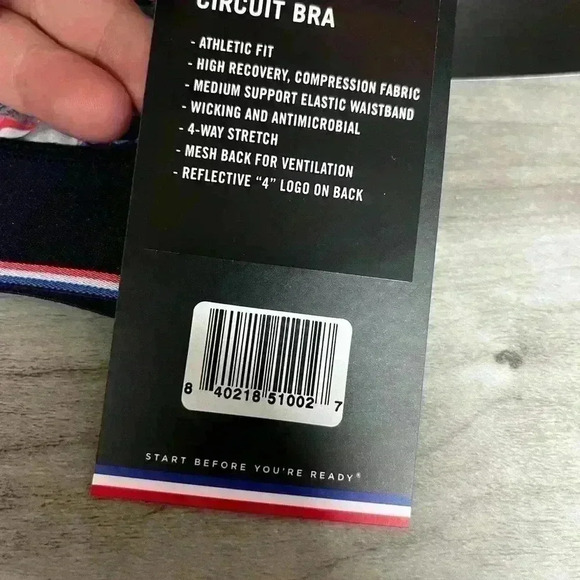 CIRCUIT BRA
- ATHLETIC FIT
- HIGH RECOVERY, COMPRESSION FABRIC
- MEDIUM SUPPORT ELASTIC WAISTBAND
- WICKING AND ANTIMICROBIAL
- 4-WAY STRETCH
- MESH BACK FOR VENTILATION
- REFLECTIVE “4” LOGO ON BACK
8 40218 51002 7
START BEFORE YOU'RE READY®